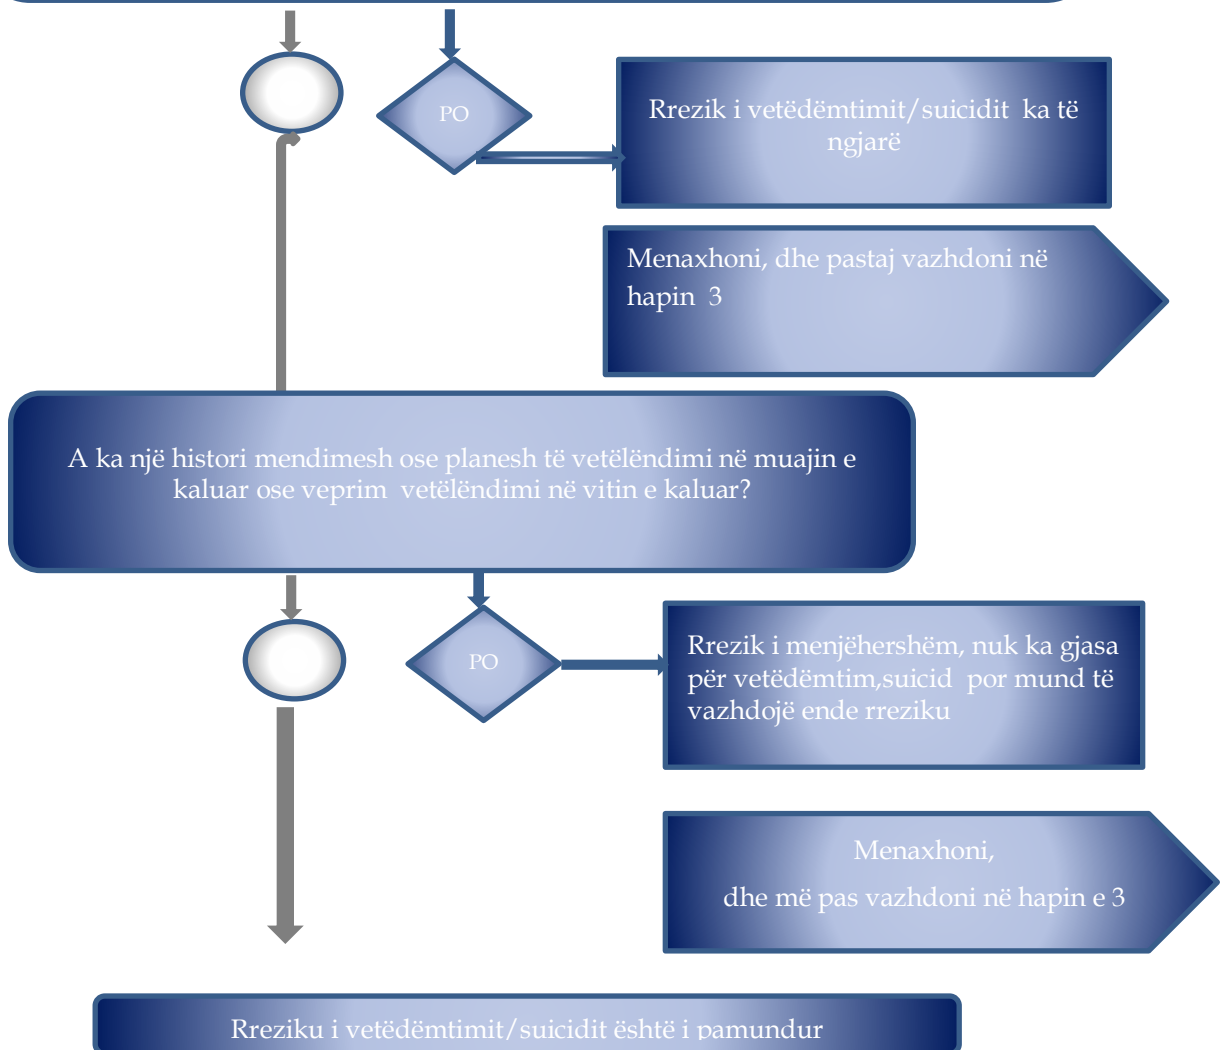 PO
Rrezik i vetëdëmtimit/suicidit ka të
ngjarë
Menaxhoni, dhe pastaj vazhdoni në
hapin 3
A ka një histori mendimesh ose planesh të vetëlëndimi në muajin e
kaluar ose veprim vetëlëndimi në vitin e kaluar?
PO
Rrezik i menjëhershëm, nuk ka gjasa
për vetëdëmtim,suicid por mund të
vazhdojë ende rreziku
Menaxhoni,
dhe më pas vazhdoni në hapin e 3
Rreziku i vetëdëmtimit/suicidit është i pamundur